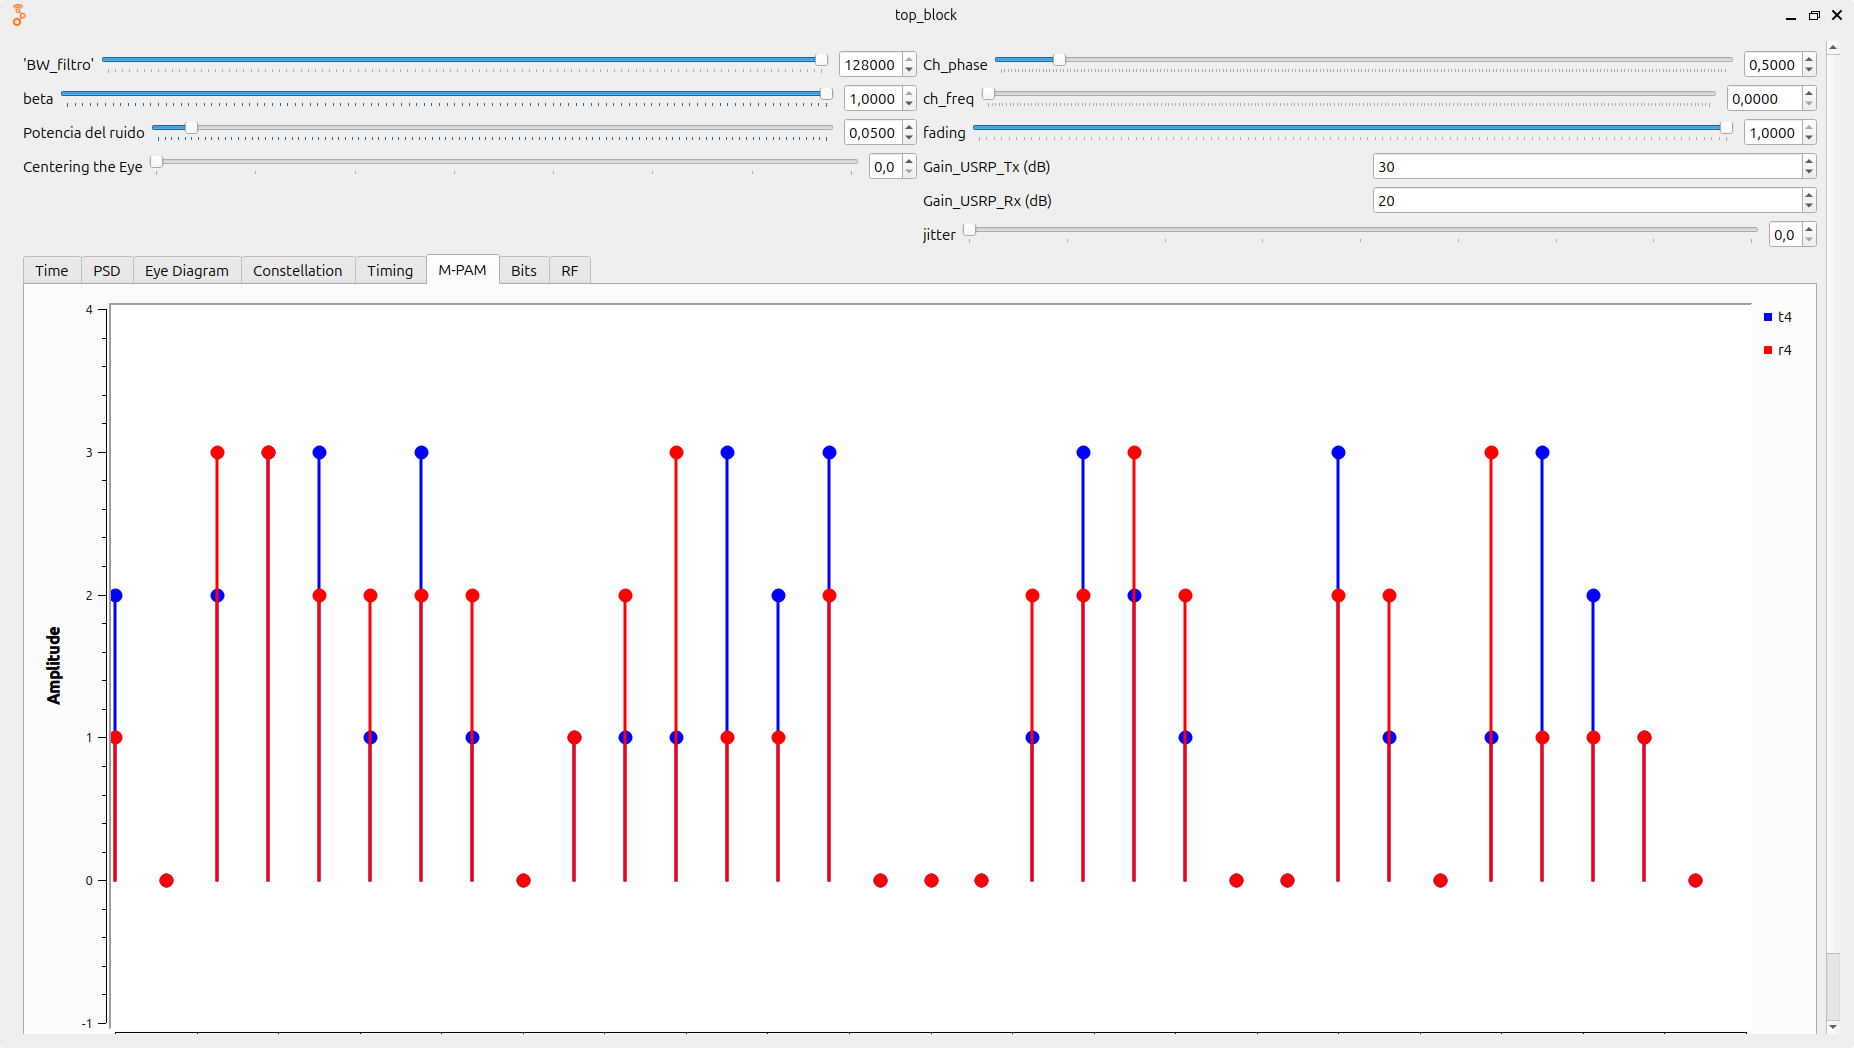 top_block
'BW_filtro' 128000 Ch_phase 0,5000
beta 1,0000 ch_freq 0,0000
Potencia del ruido 0,0500 fading 1,0000
Centering the Eye 0,0 Gain_USRP_Tx (dB) 30
Gain_USRP_Rx (dB) 20
jitter 0,0
Time PSD Eye Diagram Constellation Timing M-PAM Bits RF
4
3
2
1
0
-1
Amplitude
t4
r4